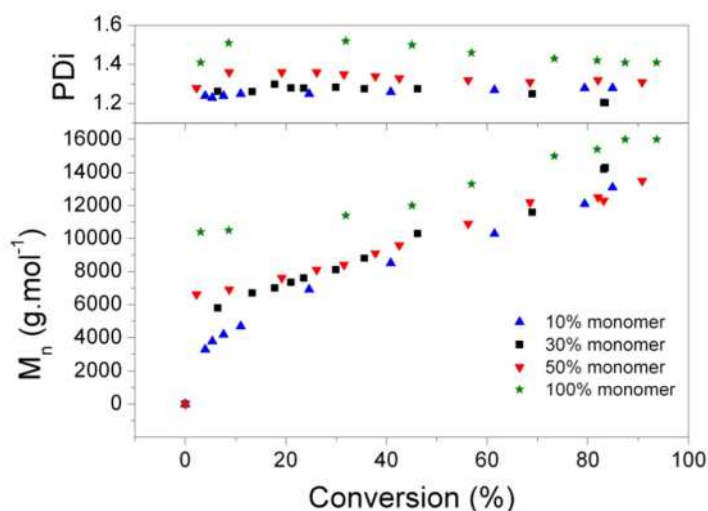 1.6
1.4
1.2
PDi
16000
14000
12000
10000
8000
6000
4000
2000
0
Mn (g.mol-1)
10% monomer
30% monomer
50% monomer
100% monomer
0 20 40 60 80 100
Conversion (%)